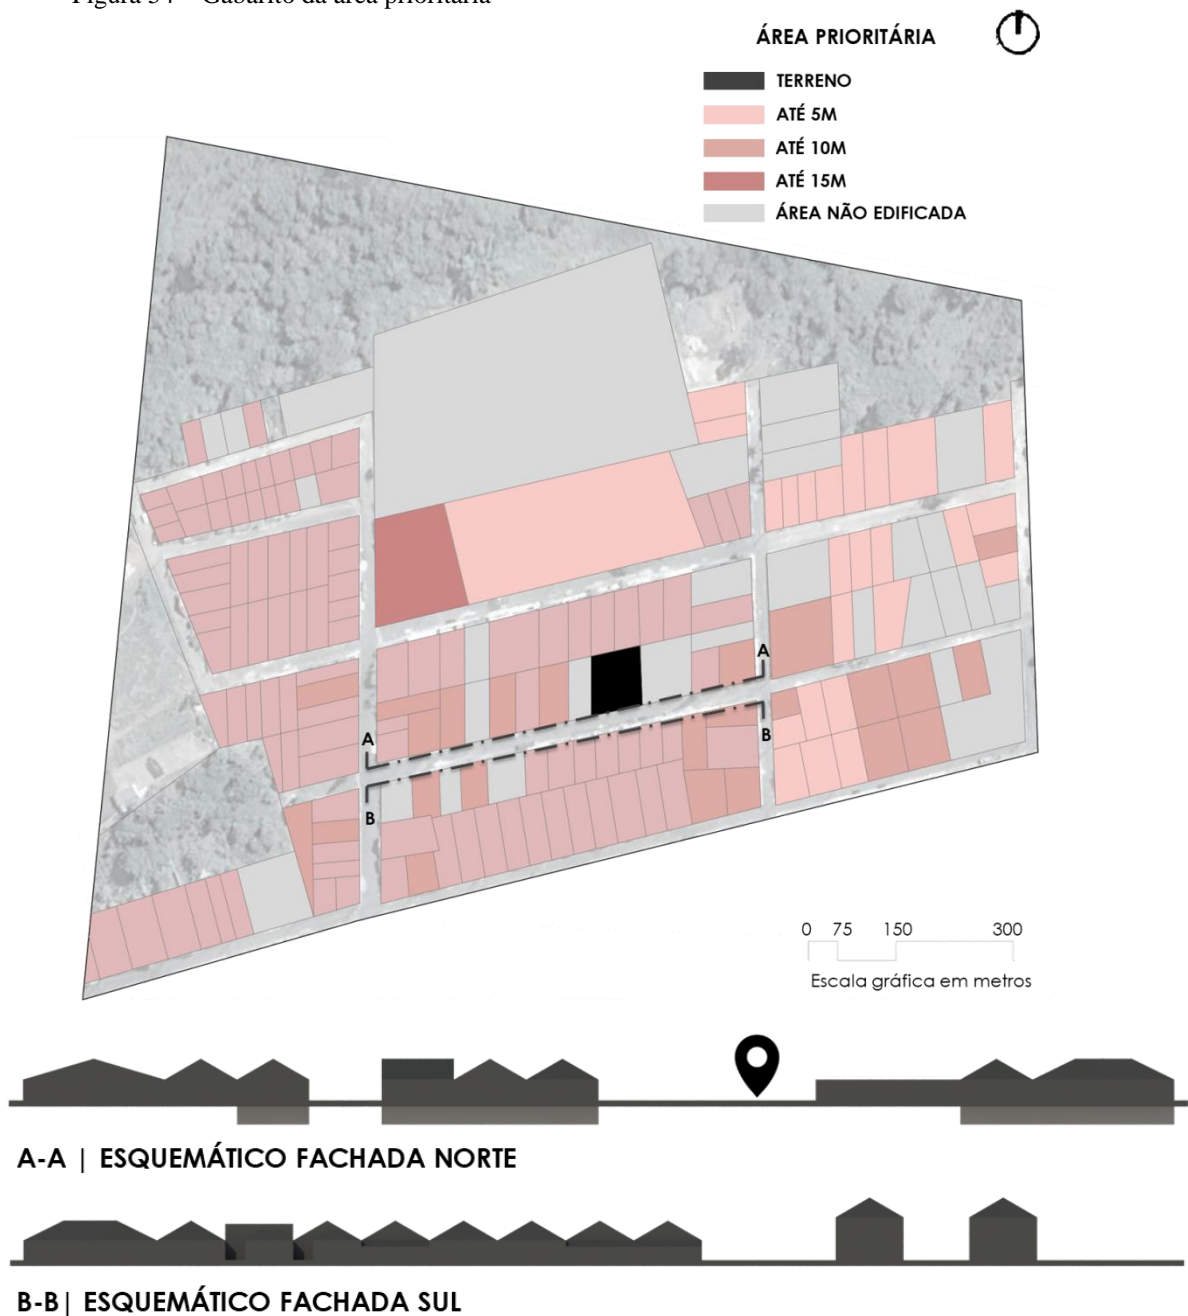 Figura 34 – Gabarito da área prioritária
ÁREA PRIORITÁRIA
TERRENO
ATÉ 5M
ATÉ 10M
ATÉ 15M
ÁREA NÃO EDIFICADA
A
A
B
B
0 75 150 300
Escala gráfica em metros
A-A | ESQUEMÁTICO FACHADA NORTE
B-B| ESQUEMÁTICO FACHADA SUL